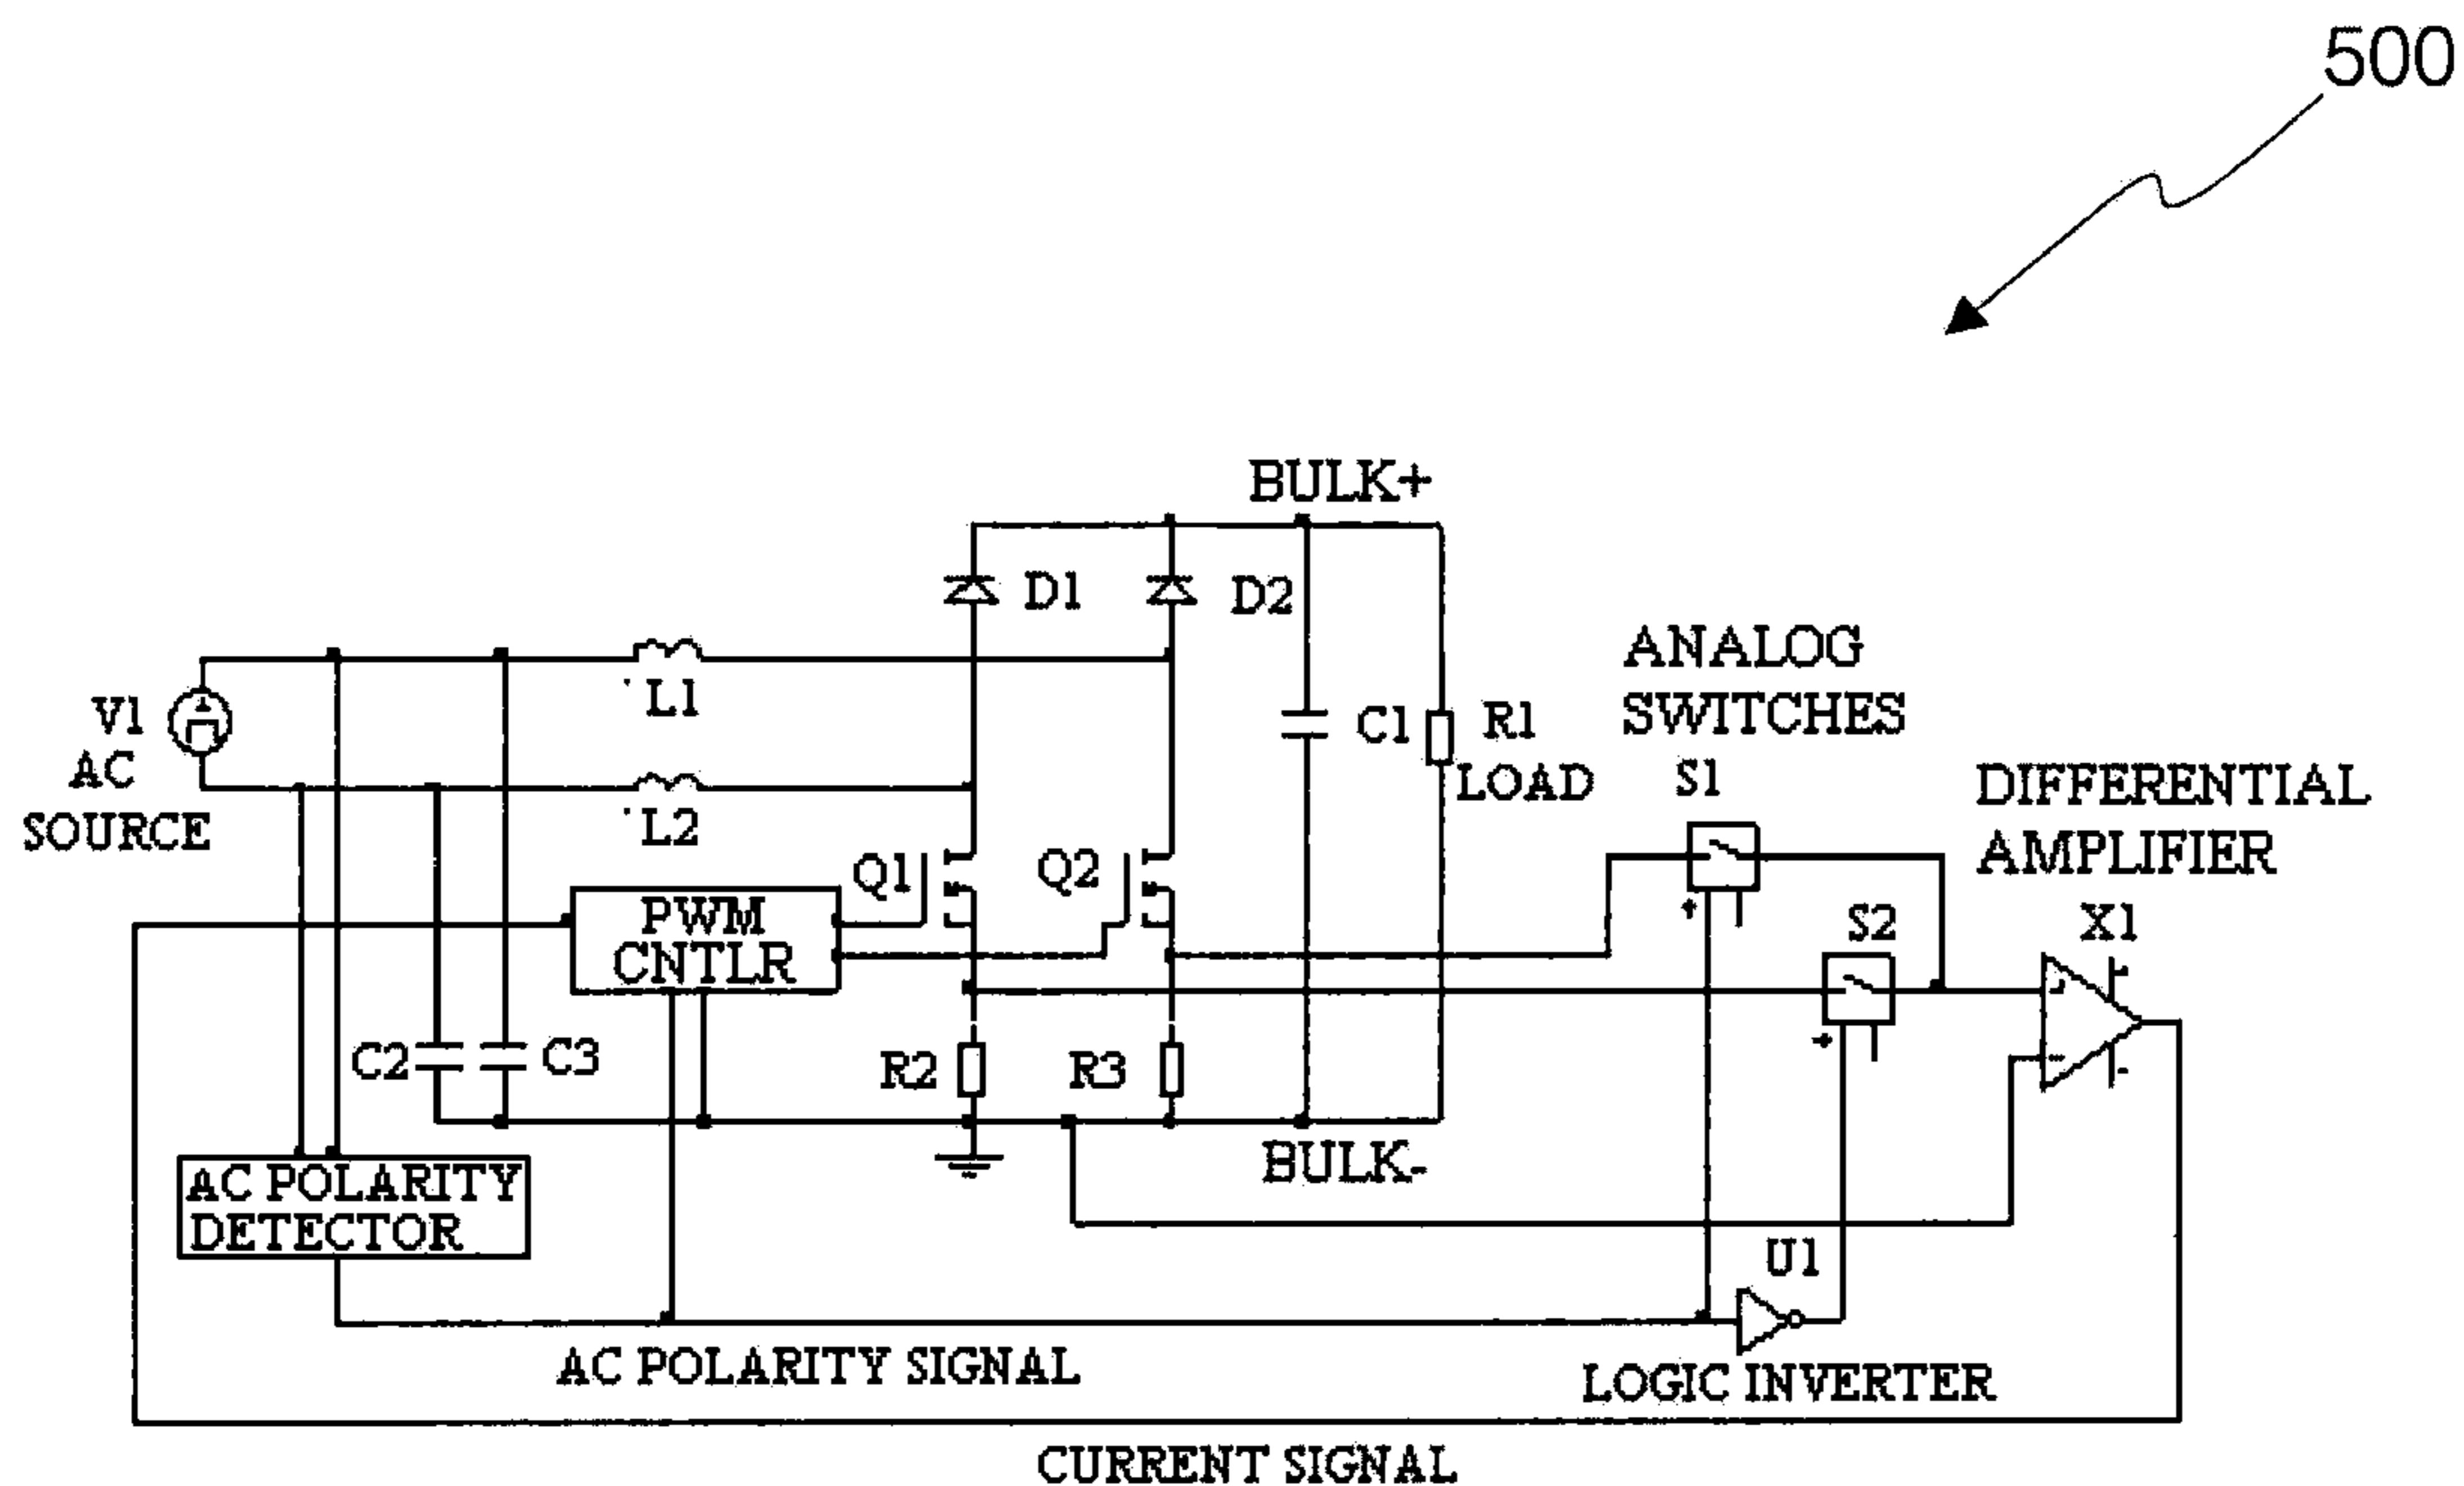 500
BULK+
D1
D2
ANALOG
SWITCHES
S1
V1
AC
SOURCE
L1
L2
C1
R1
LOAD
DIFFERENTIAL
AMPLIFIER
X1
Q1
Q2
S2
PWM
CNTLR
+
+
C2
C3
R2
R3
-
BULK-
AC POLARITY
DETECTOR
U1
AC POLARITY SIGNAL
LOGIC INVERTER
CURRENT SIGNAL